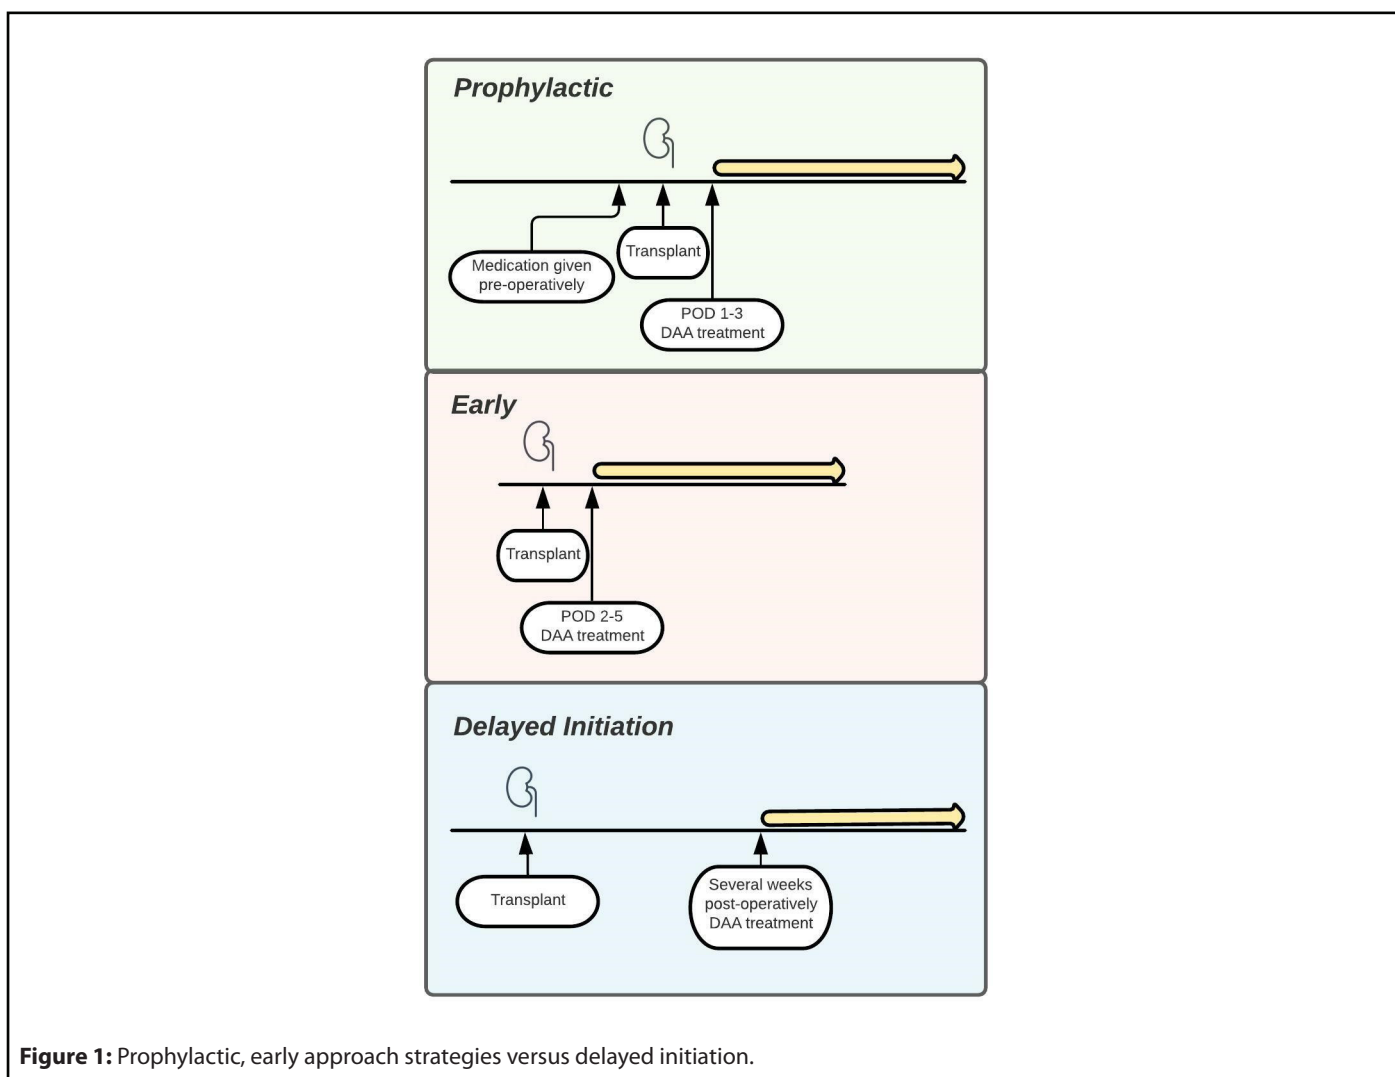 Prophylactic
Medication given
pre-operatively
Transplant
POD 1-3
DAA treatment
Early
Transplant
POD 2-5
DAA treatment
Delayed Initiation
Transplant
Several weeks
post-operatively
DAA treatment
Figure 1: Prophylactic, early approach strategies versus delayed initiation.